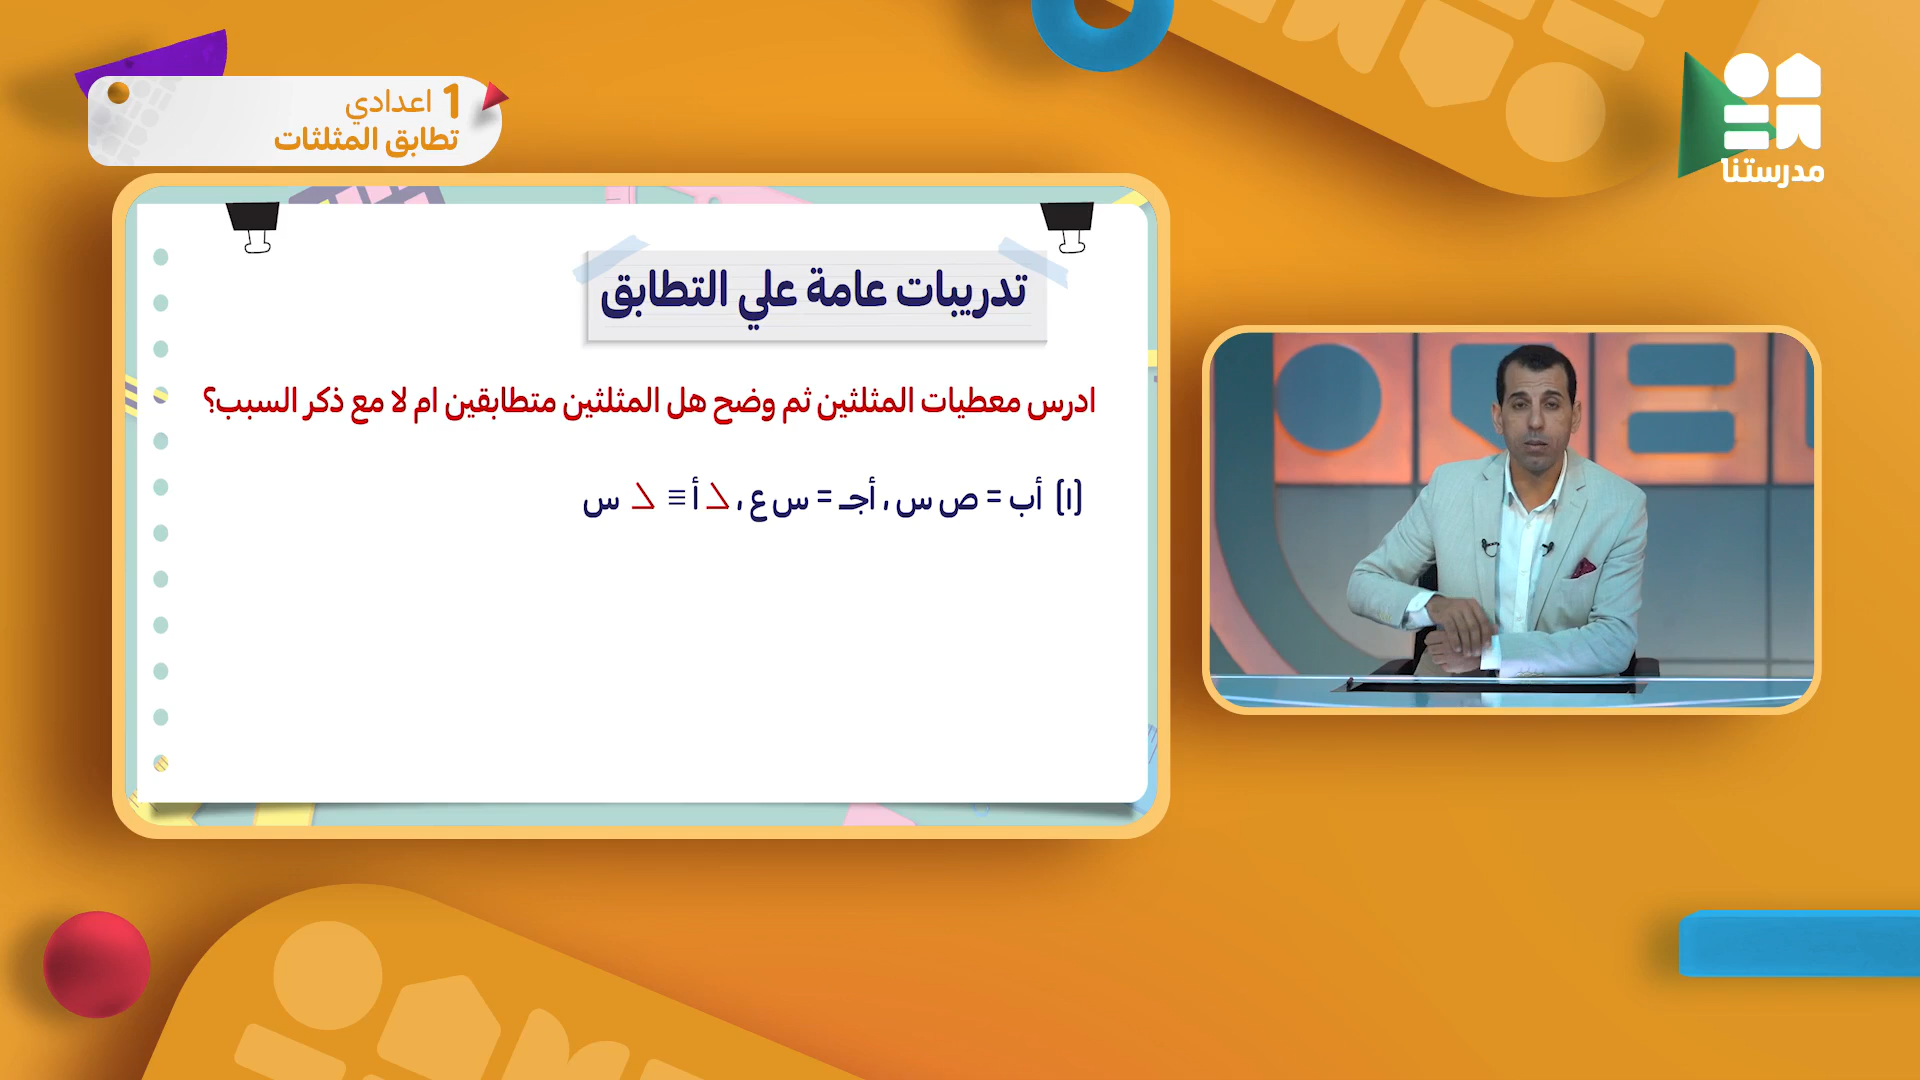 1 اعدادي
تطابق المثلثات
مدرستنا
تدريبات عامة علي التطابق
ادرس معطيات المثلثين ثم وضح هل المثلثين متطابقين ام لا مع ذكر السبب؟
(١) أب = ص س ، أجـ = س ع ، ∠ أ ≡ ∠ س